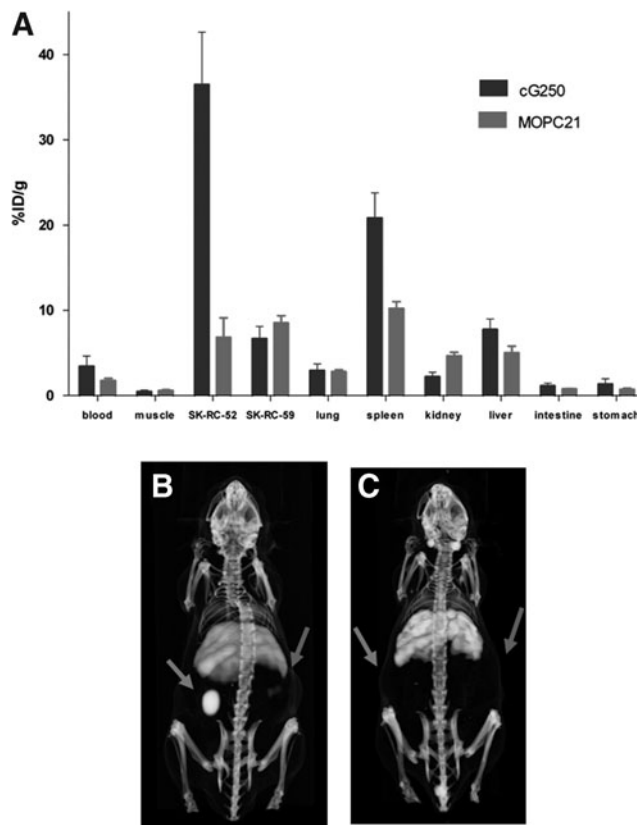 A
40
30
20
10
0
%ID/g
cG250
MOPC21
blood muscle SK-RC-52 SK-RC-59 lung spleen kidney liver intestine stomach
B C